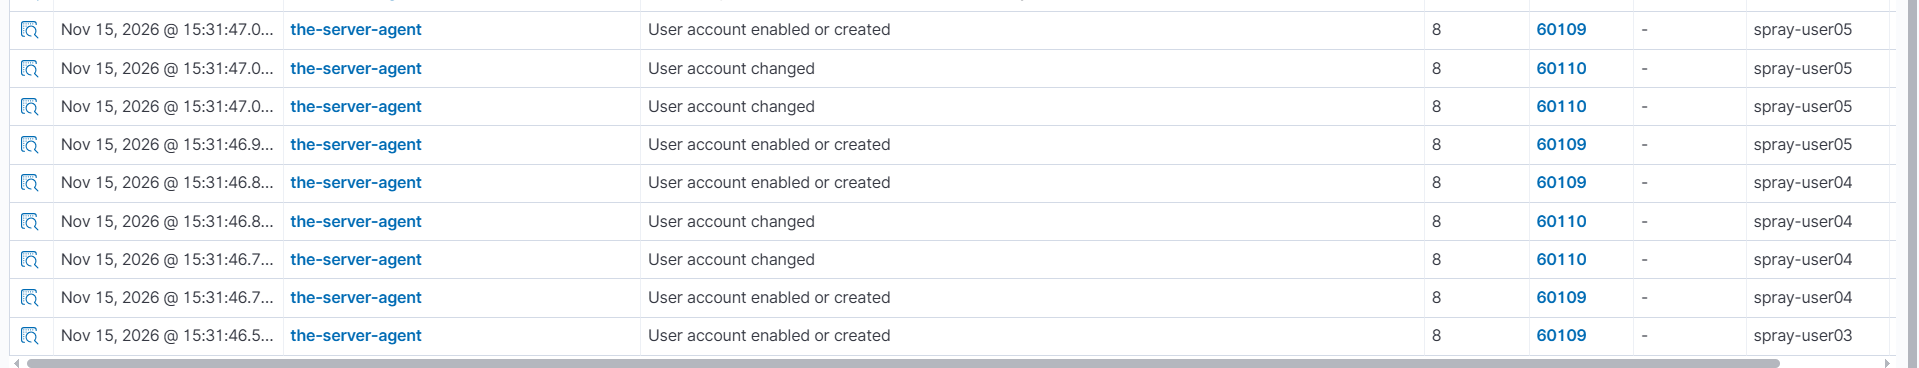 Nov 15, 2026 @ 15:31:47.0... the-server-agent User account enabled or created 8 60109 - spray-user05
Nov 15, 2026 @ 15:31:47.0... the-server-agent User account changed 8 60110 - spray-user05
Nov 15, 2026 @ 15:31:47.0... the-server-agent User account changed 8 60110 - spray-user05
Nov 15, 2026 @ 15:31:46.9... the-server-agent User account enabled or created 8 60109 - spray-user05
Nov 15, 2026 @ 15:31:46.8... the-server-agent User account enabled or created 8 60109 - spray-user04
Nov 15, 2026 @ 15:31:46.8... the-server-agent User account changed 8 60110 - spray-user04
Nov 15, 2026 @ 15:31:46.7... the-server-agent User account changed 8 60110 - spray-user04
Nov 15, 2026 @ 15:31:46.7... the-server-agent User account enabled or created 8 60109 - spray-user04
Nov 15, 2026 @ 15:31:46.5... the-server-agent User account enabled or created 8 60109 - spray-user03